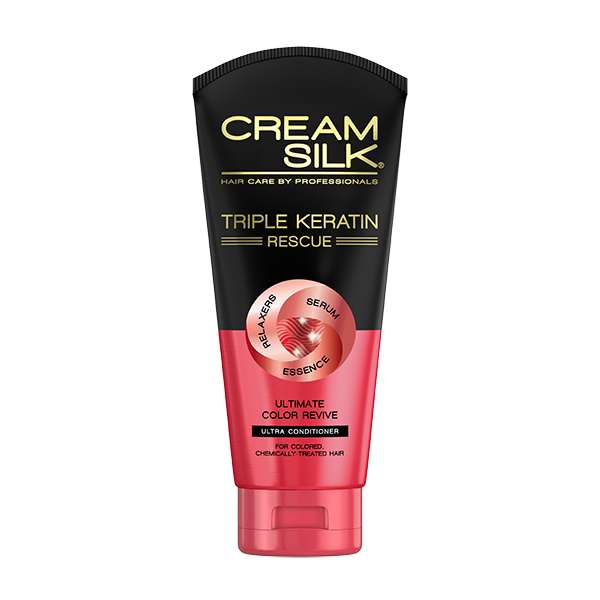 CREAM
SILK®
HAIR CARE BY PROFESSIONALS
TRIPLE KERATIN
RESCUE
RELAXERS
SERUM
ESSENCE
ULTIMATE
COLOR REVIVE
ULTRA CONDITIONER
FOR COLORED,
CHEMICALLY-TREATED HAIR